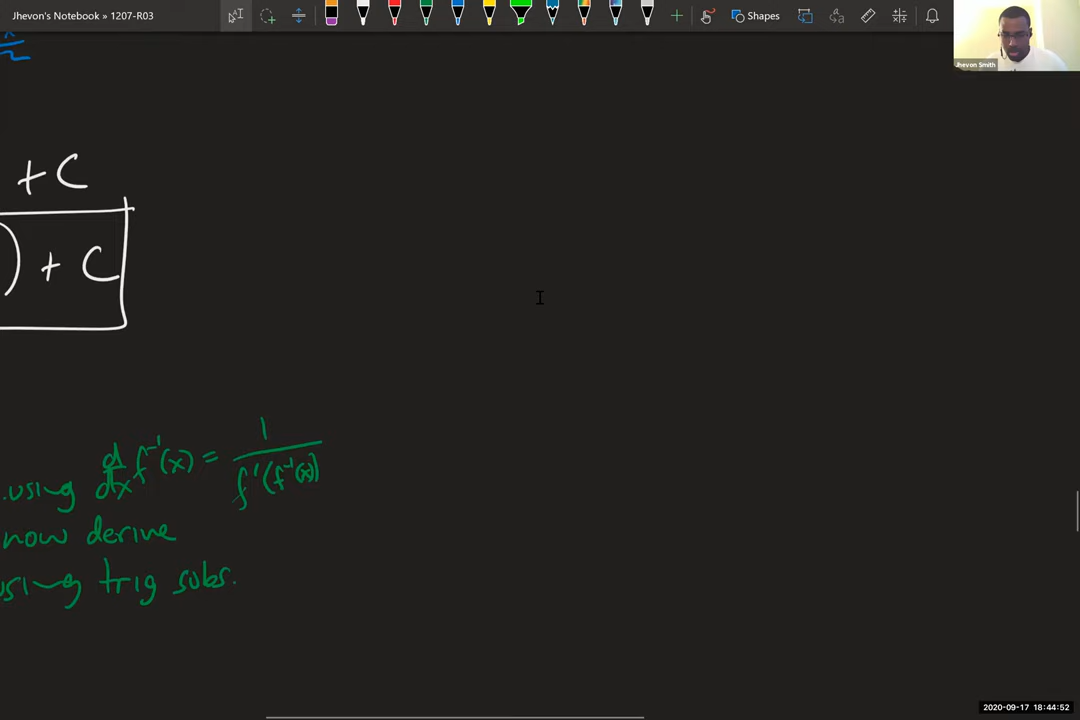 Jhevon's Notebook » 1207-R03
Shapes
Jhevon Smith
x/2
+ C
) + C
.using d/dx f⁻¹(x) = 1/f'(f⁻¹(x))
now derive
using trig subs.
2020-09-17 18:44:52